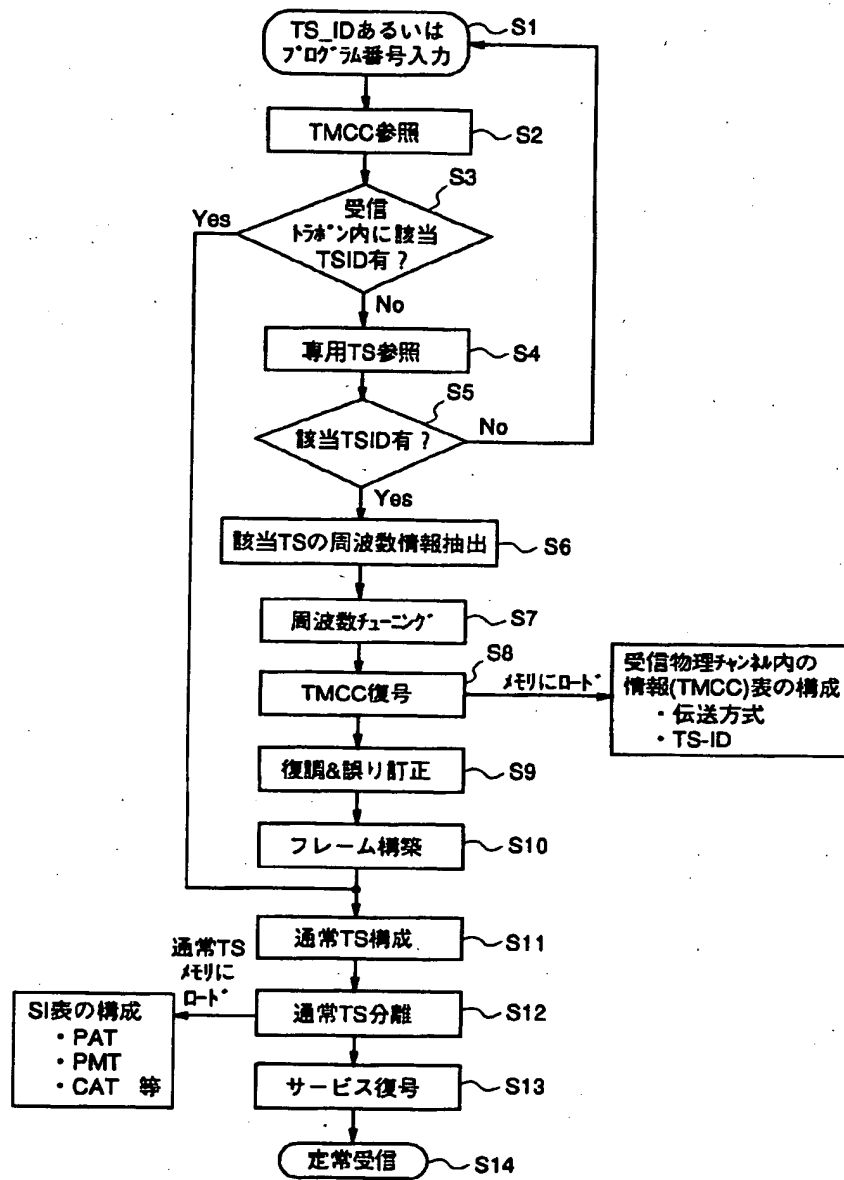 TS_IDあるいは
プログラム番号入力
S1
TMCC参照
S2
S3
受信
トラポン内に該当
TSID有?
Yes
No
専用TS参照
S4
S5
該当TSID有?
No
Yes
該当TSの周波数情報抽出
S6
周波数チューニング
S7
S8
TMCC復号
メモリにロード
受信物理チャンネル内の
情報(TMCC)表の構成
・伝送方式
・TS-ID
復調&誤り訂正
S9
フレーム構築
S10
通常TS構成
S11
通常TS
メモリに
ロード
SI表の構成
・PAT
・PMT
・CAT 等
通常TS分離
S12
サービス復号
S13
定常受信
S14